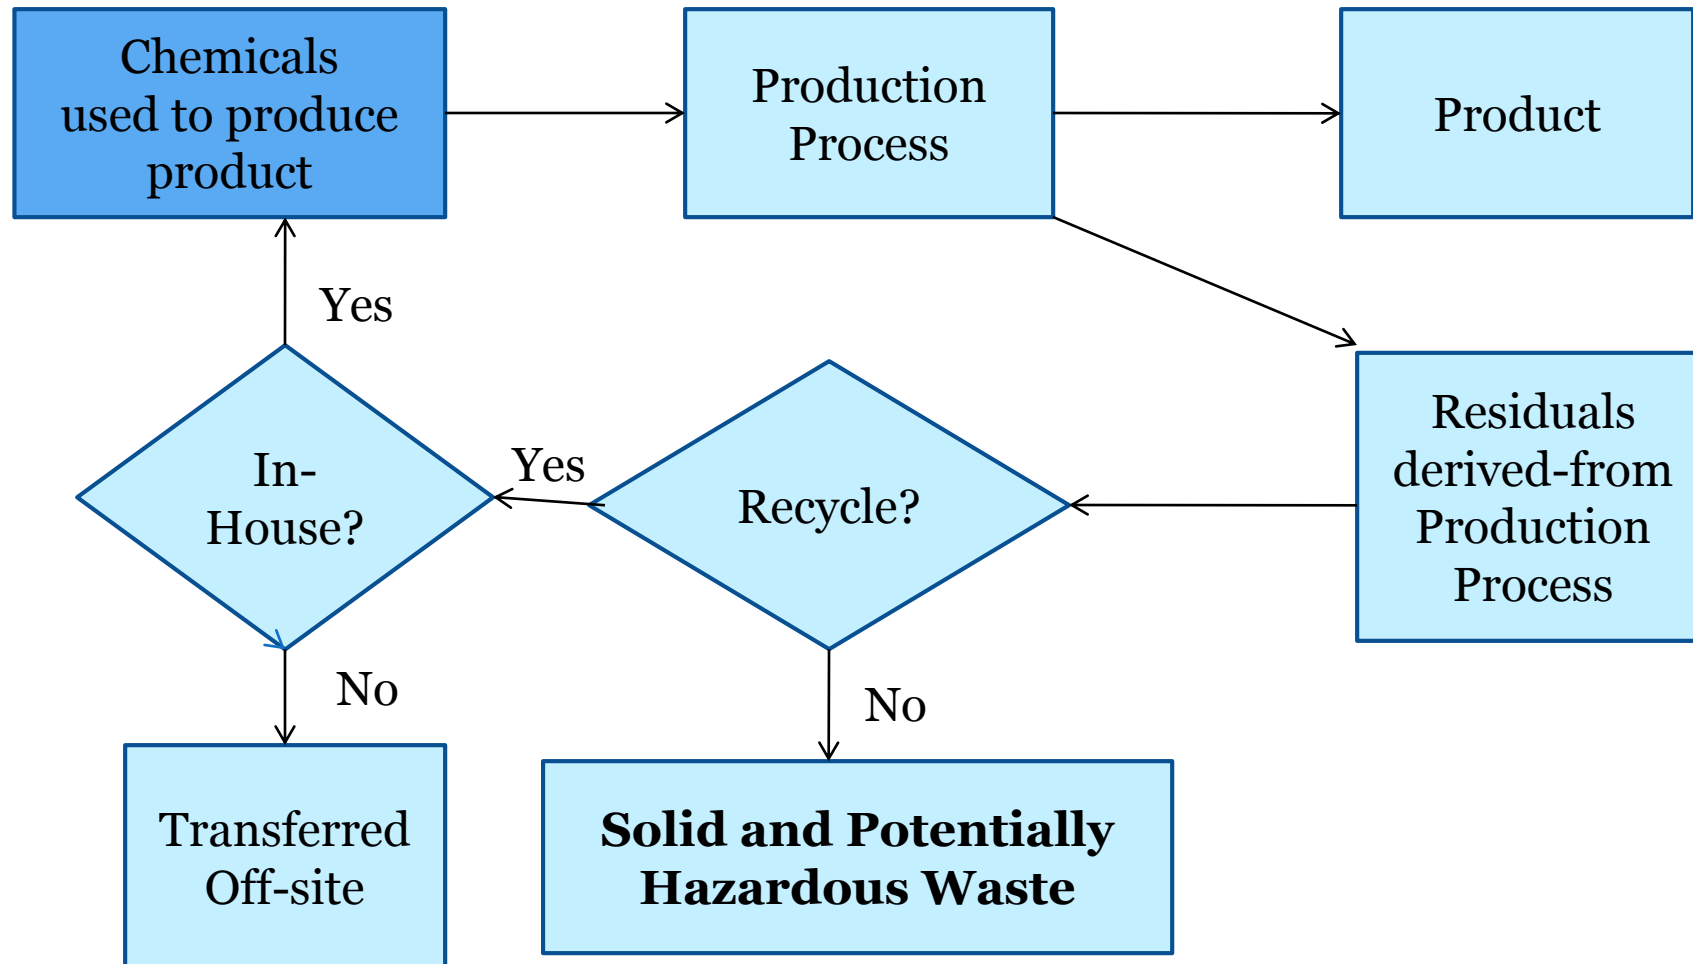 Chemicals
used to produce
product
Production
Process
Product
Yes
In-
House?
Yes
Recycle?
Residuals
derived-from
Production
Process
No
No
Transferred
Off-site
Solid and Potentially
Hazardous Waste